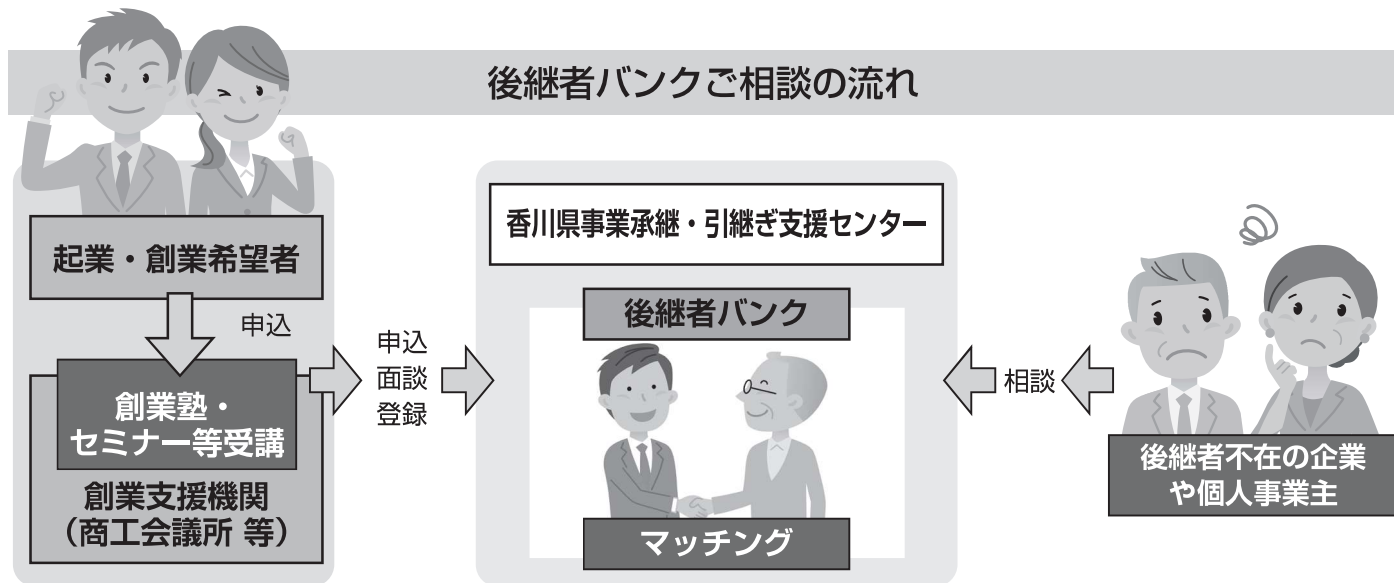 後継者バンクご相談の流れ
起業・創業希望者
申込
創業塾・
セミナー等受講
創業支援機関
（商工会議所 等）
申込
面談
登録
香川県事業承継・引継ぎ支援センター
後継者バンク
マッチング
相談
後継者不在の企業
や個人事業主